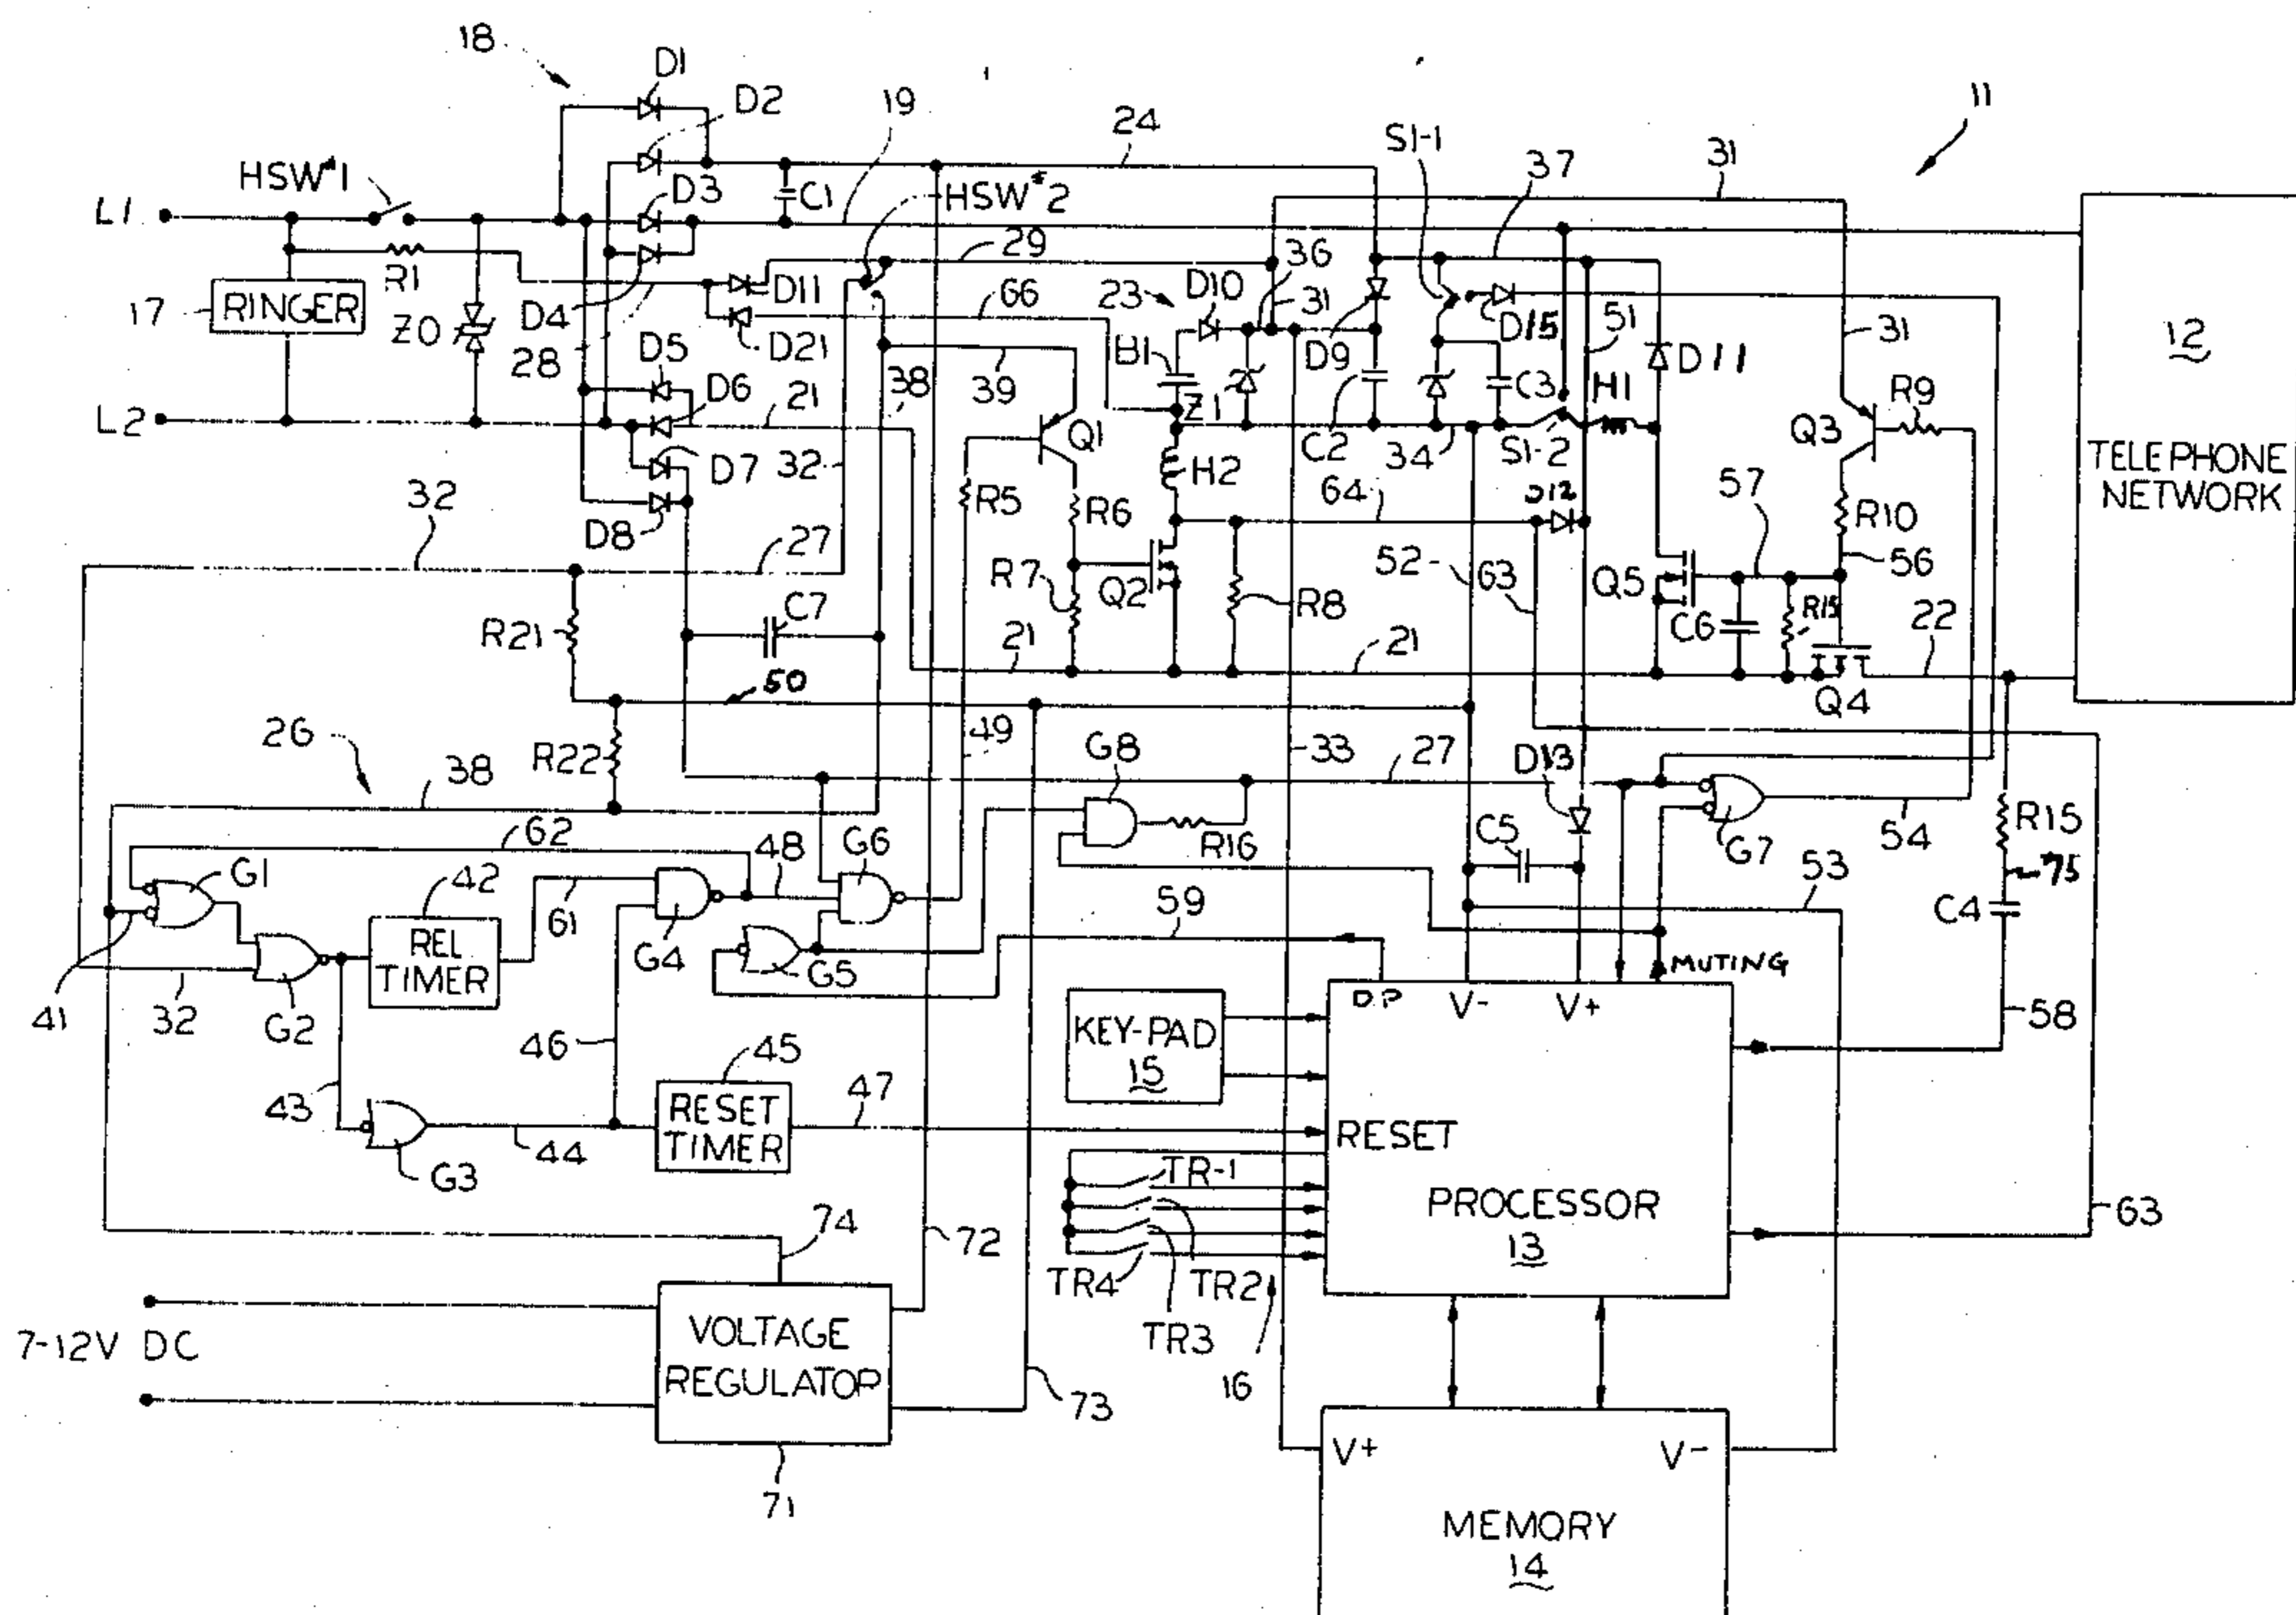 18
D1
D2
19
24
S1-1
37
31
11
HSW#1
L1
D3
C1
HSW#2
29
R1
17
RINGER
Z0
D4
28
D11
D21
66
23
D10
36
31
D9
D15
51
D11
31
12
TELEPHONE
NETWORK
D5
D6
21
L2
D7
D8
32
38
39
B1
Z1
C2
34
C3
S1-2
H1
Q3
R9
Q1
32
27
R5
R6
H2
64
D12
57
R10
56
R21
C7
R7
Q2
R8
52
63
Q5
C6
R15
22
21
21
Q4
50
26
R22
49
G8
33
27
D13
38
62
G6
R16
C5
G7
54
R15
75
53
G1
42
61
48
59
C4
REL
TIMER
G4
G5
MUTING
41
32
G2
46
45
KEY-PAD
15
DP
V-
V+
58
43
RESET
TIMER
47
RESET
G3
44
TR-1
PROCESSOR
13
63
74
72
TR4
TR2
TR3
16
7-12V DC
VOLTAGE
REGULATOR
73
71
V+
V-
MEMORY
14